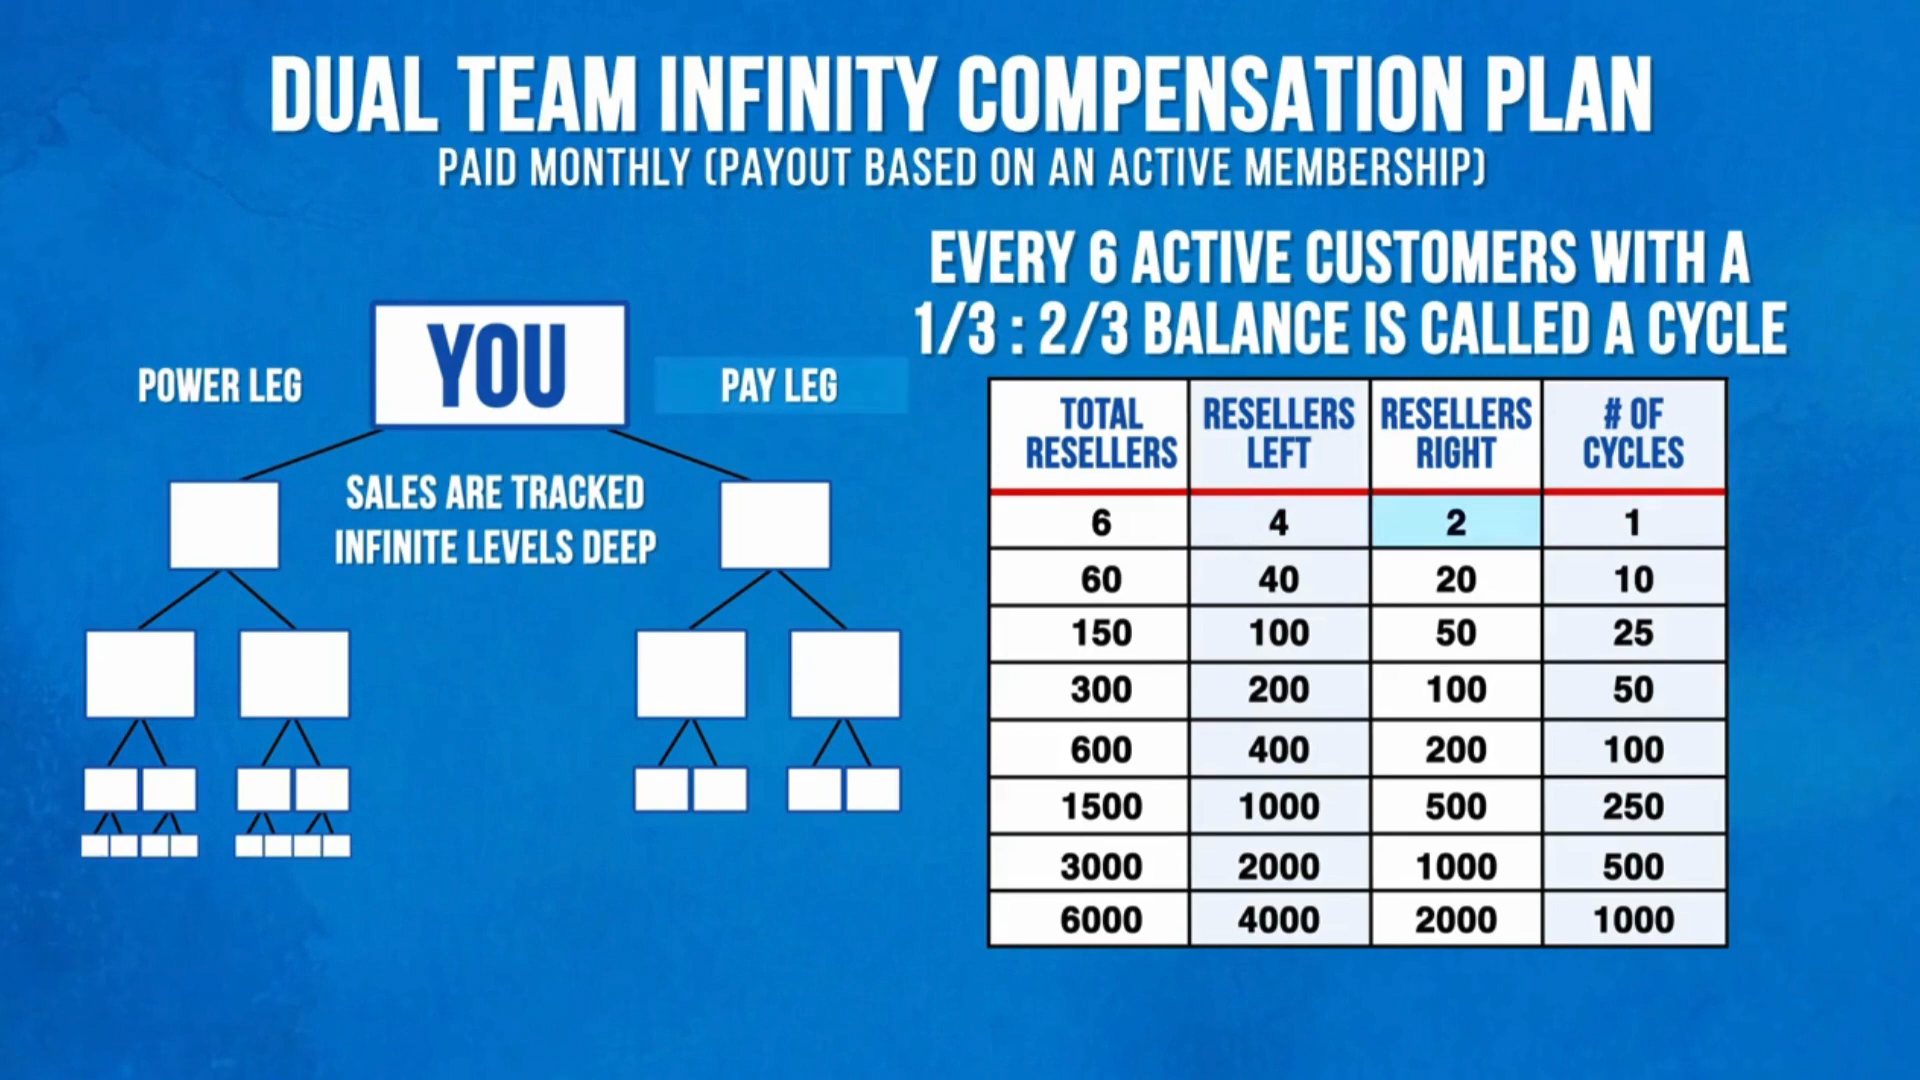 DUAL TEAM INFINITY COMPENSATION PLAN
PAID MONTHLY (PAYOUT BASED ON AN ACTIVE MEMBERSHIP)
POWER LEG
YOU
PAY LEG
SALES ARE TRACKED
INFINITE LEVELS DEEP
EVERY 6 ACTIVE CUSTOMERS WITH A
1/3 : 2/3 BALANCE IS CALLED A CYCLE
TOTAL RESELLERS RESELLERS LEFT RESELLERS RIGHT # OF CYCLES
6 4 2 1
60 40 20 10
150 100 50 25
300 200 100 50
600 400 200 100
1500 1000 500 250
3000 2000 1000 500
6000 4000 2000 1000